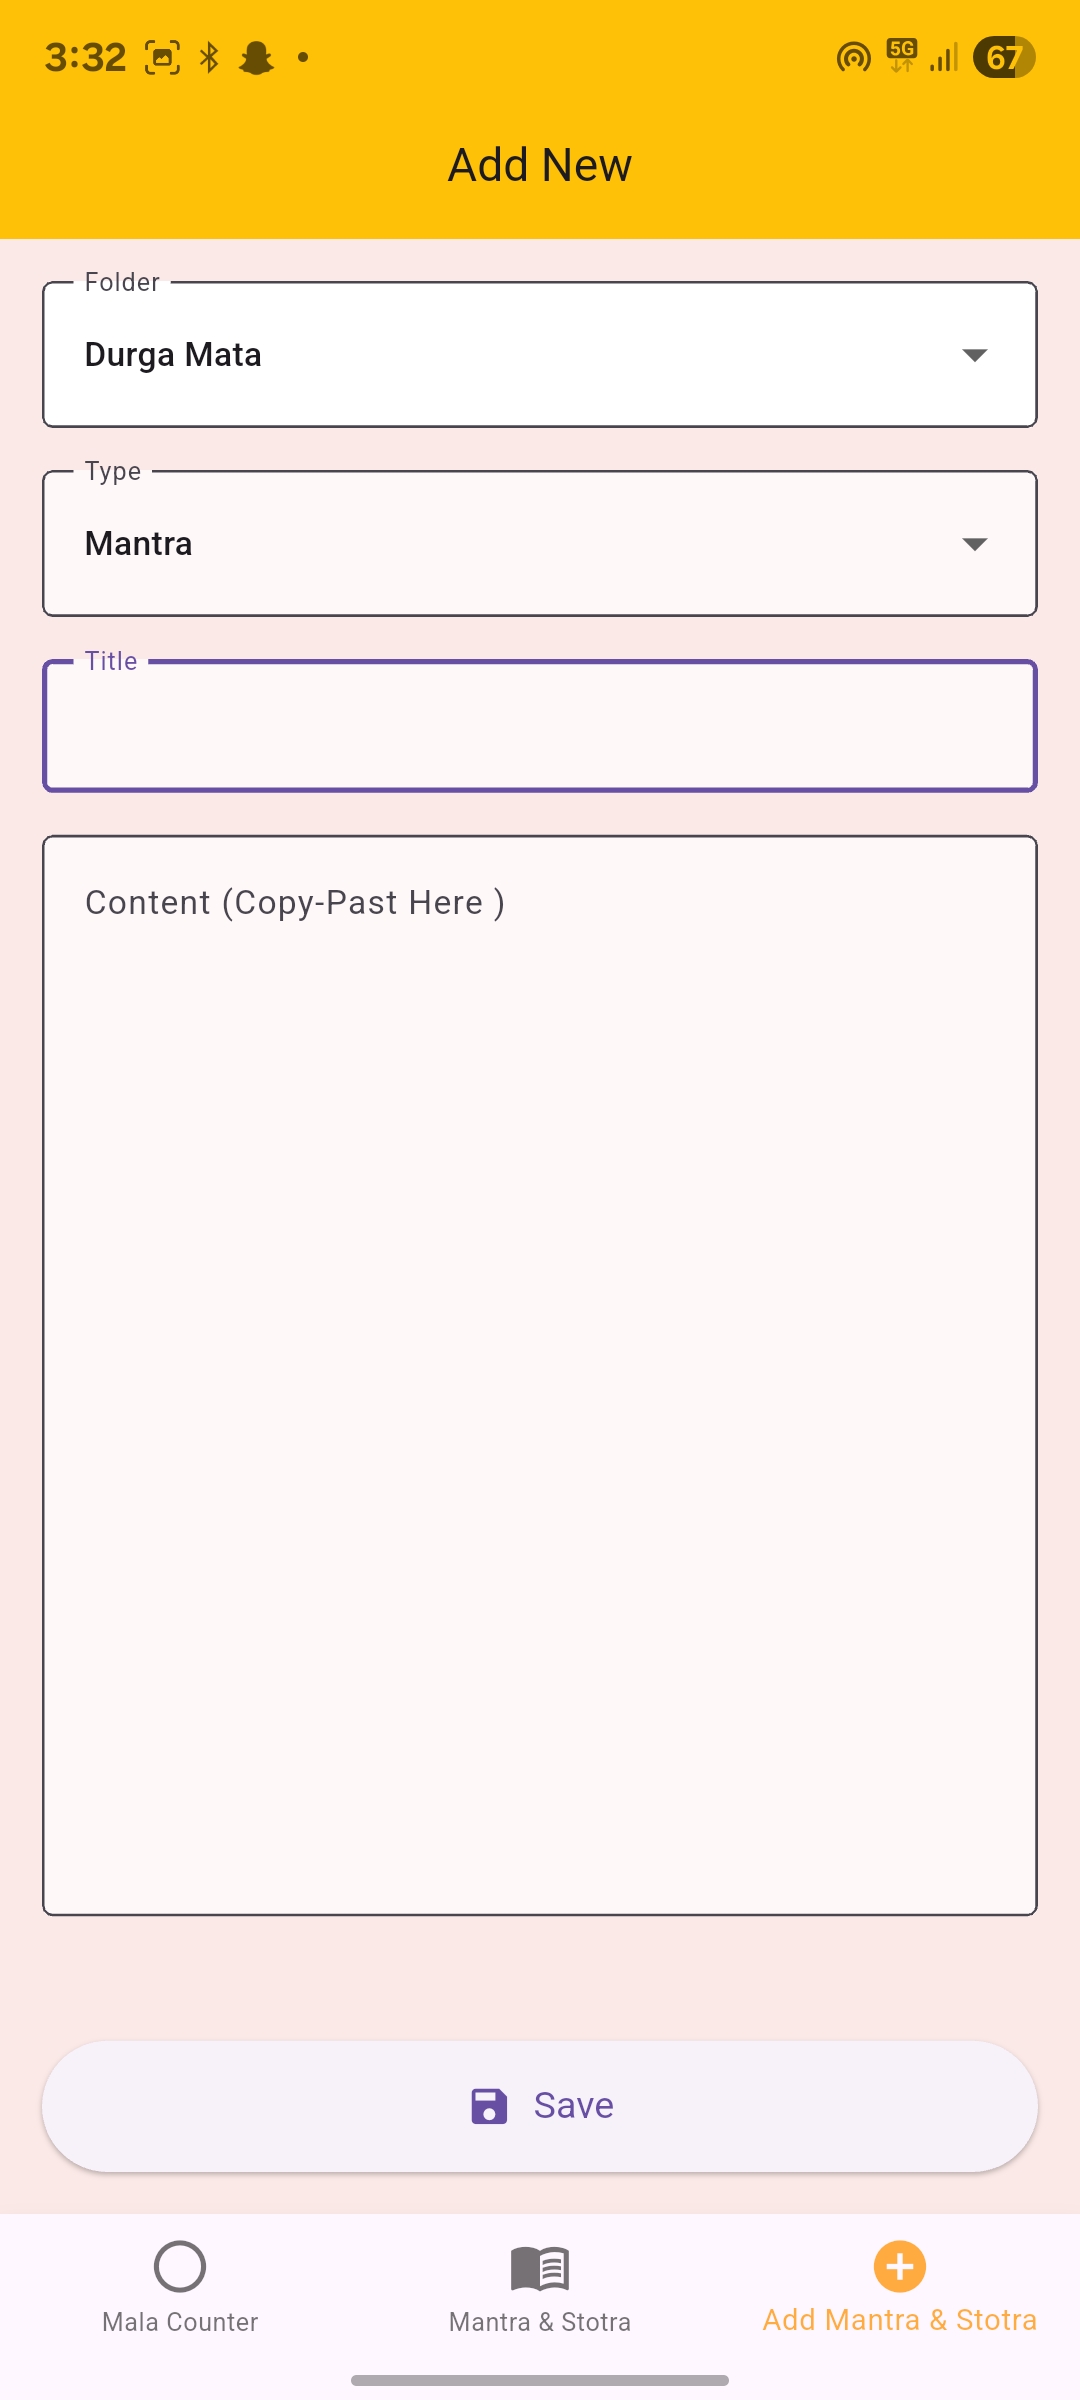 3:32
5G
67
Add New
Folder
Durga Mata
Type
Mantra
Title
Content (Copy-Past Here )
Save
Mala Counter
Mantra & Stotra
Add Mantra & Stotra